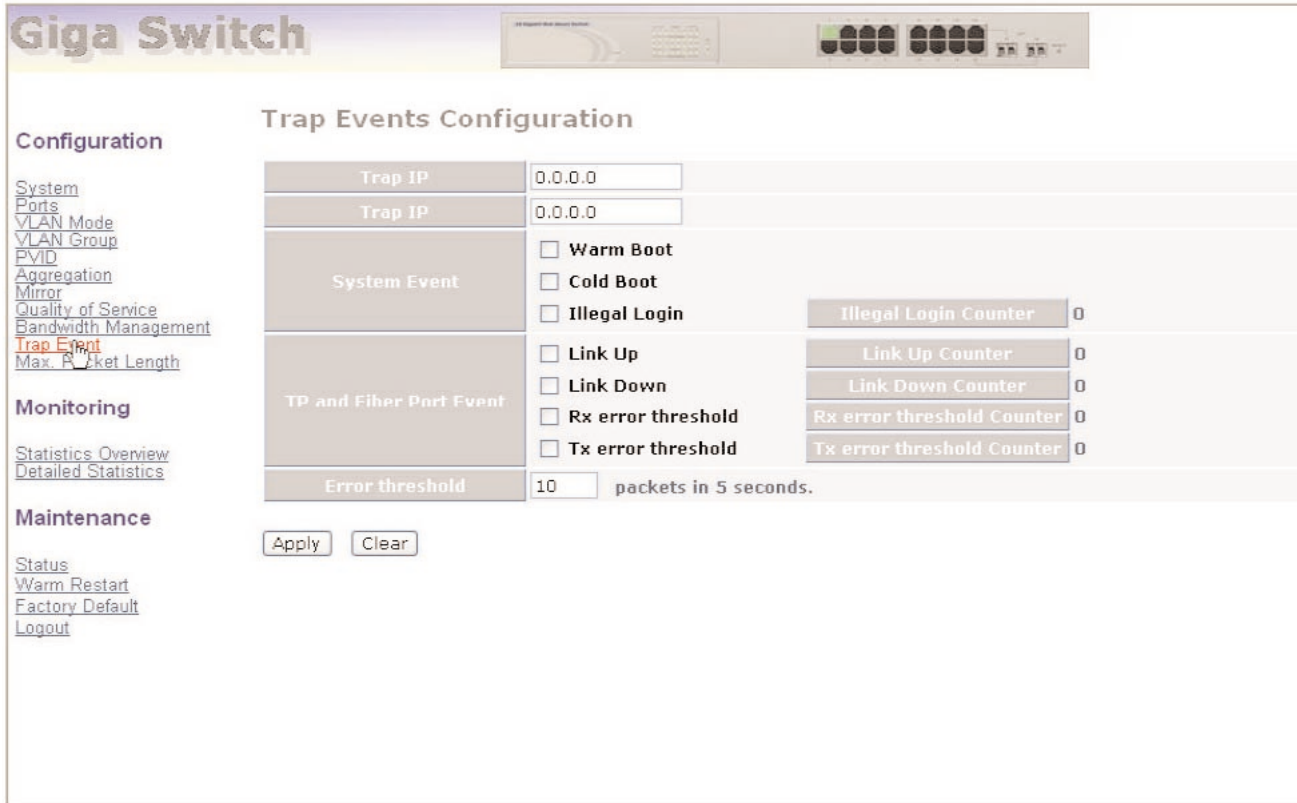 Giga Switch
Configuration
System
Ports
VLAN Mode
VLAN Group
PVID
Aggregation
Mirror
Quality of Service
Bandwidth Management
Trap Event
Max. Packet Length
Monitoring
Statistics Overview
Detailed Statistics
Maintenance
Status
Warm Restart
Factory Default
Logout
Trap Events Configuration
Trap IP 0.0.0.0
Trap IP 0.0.0.0
System Event
Warm Boot
Cold Boot
Illegal Login Illegal Login Counter 0
TP and Fiber Port Event
Link Up Link Up Counter 0
Link Down Link Down Counter 0
Rx error threshold Rx error threshold Counter 0
Tx error threshold Tx error threshold Counter 0
Error threshold 10 packets in 5 seconds.
Apply Clear